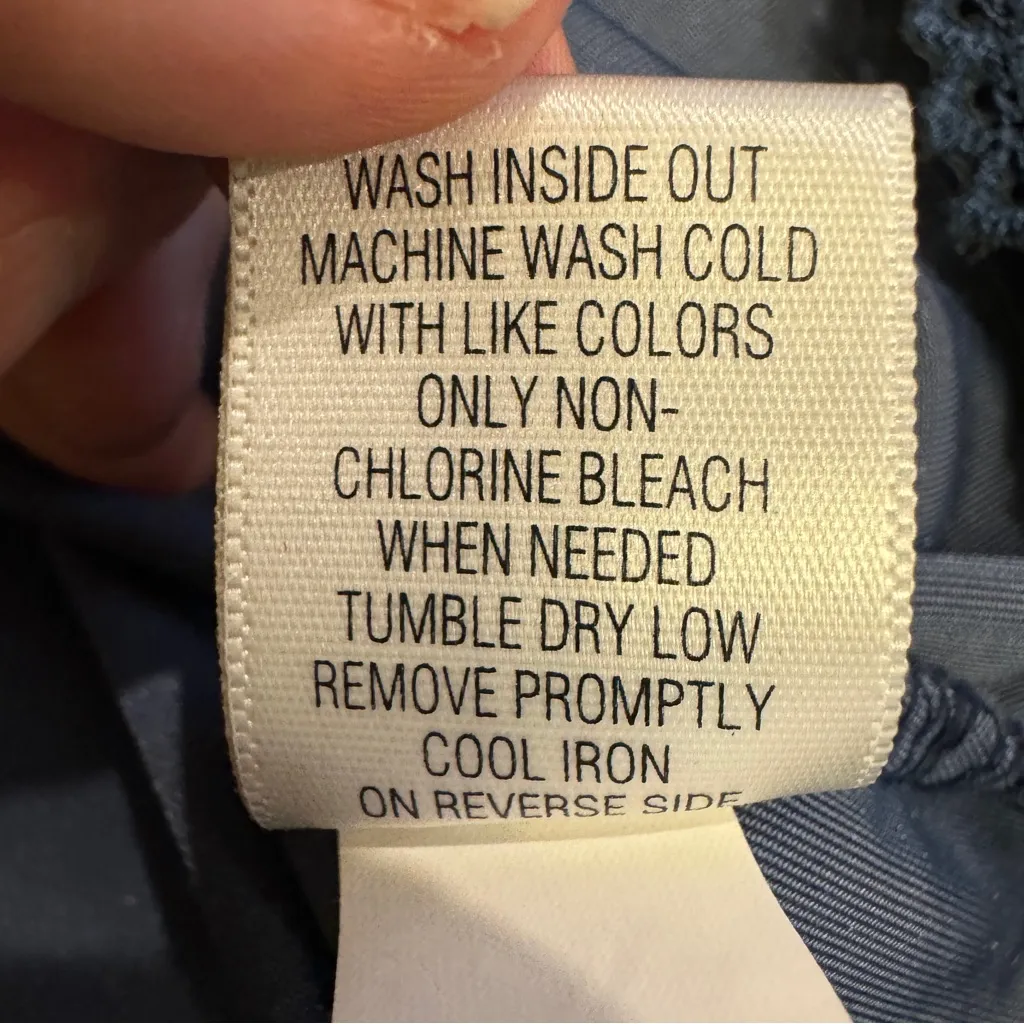 WASH INSIDE OUT
MACHINE WASH COLD
WITH LIKE COLORS
ONLY NON-
CHLORINE BLEACH
WHEN NEEDED
TUMBLE DRY LOW
REMOVE PROMPTLY
COOL IRON
ON REVERSE SIDE